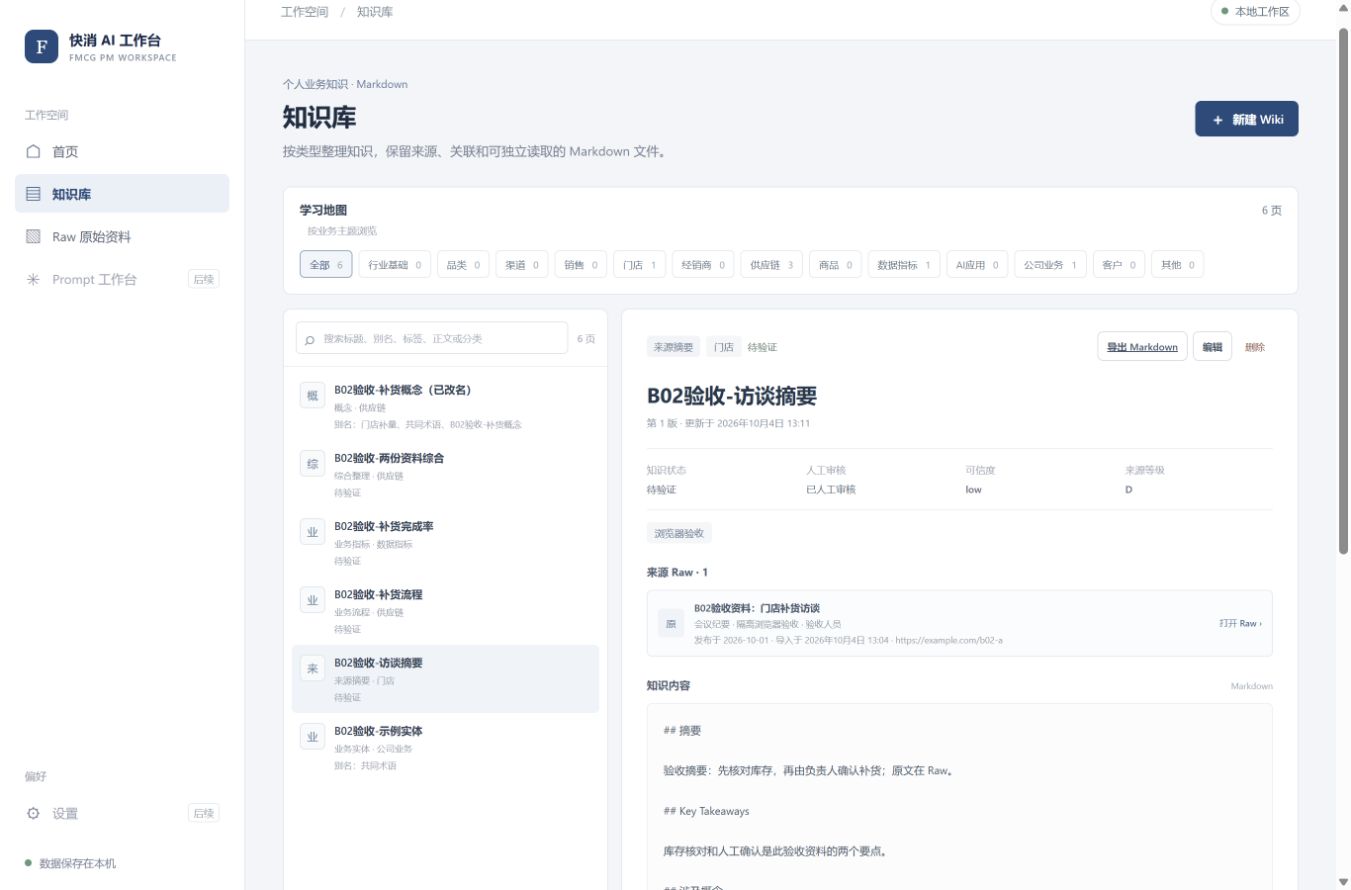 F
快消 AI 工作台
FMCG PM WORKSPACE
工作空间
首页
知识库
Raw 原始资料
Prompt 工作台 后续
偏好
设置 后续
数据保存在本机
工作空间 / 知识库
本地工作区
个人业务知识 · Markdown
知识库
+ 新建 Wiki
按类型整理知识，保留来源、关联和可独立读取的 Markdown 文件。
学习地图 6 页
按业务主题浏览
全部 6 行业基础 0 品类 0 渠道 0 销售 0 门店 1 经销商 0 供应链 3 商品 0 数据指标 1 AI应用 0 公司业务 1 客户 0 其他 0
搜索标题、别名、标签、正文或分类 6 页
概
B02验收-补货概念（已改名）
概念 · 供应链
别名：门店补量、共同术语、B02验收-补货概念
综
B02验收-两份资料综合
综合整理 · 供应链
待验证
业
B02验收-补货完成率
业务指标 · 数据指标
待验证
业
B02验收-补货流程
业务流程 · 供应链
待验证
来
B02验收-访谈摘要
来源摘要 · 门店
待验证
业
B02验收-示例实体
业务实体 · 公司业务
别名：共同术语
来源摘要 门店 待验证 导出 Markdown 编辑 删除
B02验收-访谈摘要
第 1 版 · 更新于 2026年10月4日 13:11
知识状态 人工审核 可信度 来源等级
待验证 已人工审核 low D
浏览器验收
来源 Raw · 1
原
B02验收资料：门店补货访谈
会议纪要 · 隔离浏览器验收 · 验收人员
发布于 2026-10-01 · 导入于 2026年10月4日 13:04 · https://example.com/b02-a
打开 Raw ›
知识内容 Markdown
## 摘要
验收摘要：先核对库存，再由负责人确认补货；原文在 Raw。
## Key Takeaways
库存核对和人工确认是此验收资料的两个要点。
## 涉及概念